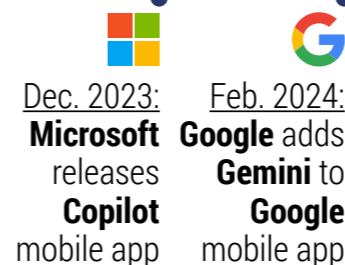 Dec. 2023:
Microsoft
releases
Copilot
mobile app
Feb. 2024:
Google adds
Gemini to
Google
mobile app